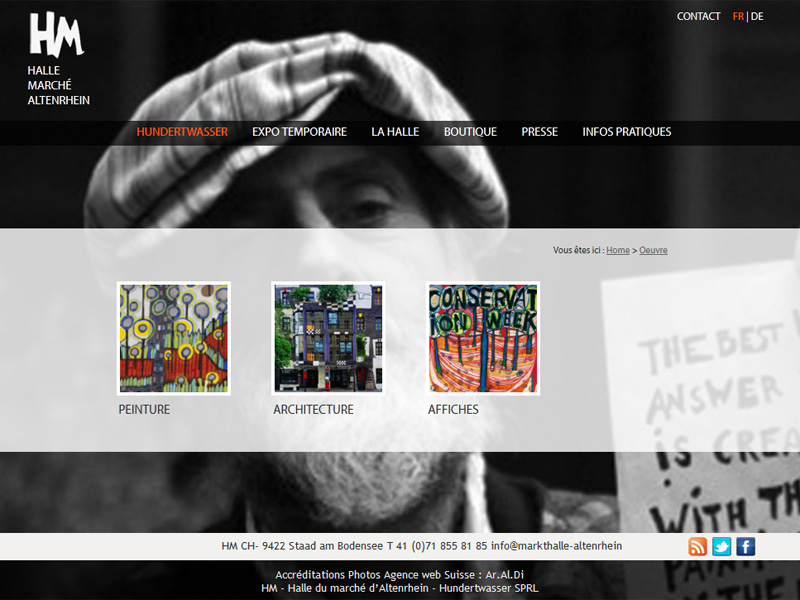 HM
HALLE
MARCHÉ
ALTENRHEIN
CONTACT FR | DE
HUNDERTWASSER EXPO TEMPORAIRE LA HALLE BOUTIQUE PRESSE INFOS PRATIQUES
Vous êtes ici : Home > Oeuvre
CONSERVAT
ION WEEK
PEINTURE ARCHITECTURE AFFICHES
THE BEST
ANSWER
iS
WiTH
HM CH- 9422 Staad am Bodensee T 41 (0)71 855 81 85 info@markthalle-altenrhein
Accréditations Photos Agence web Suisse : Ar.Al.Di
HM - Halle du marché d'Altenrhein - Hundertwasser SPRL